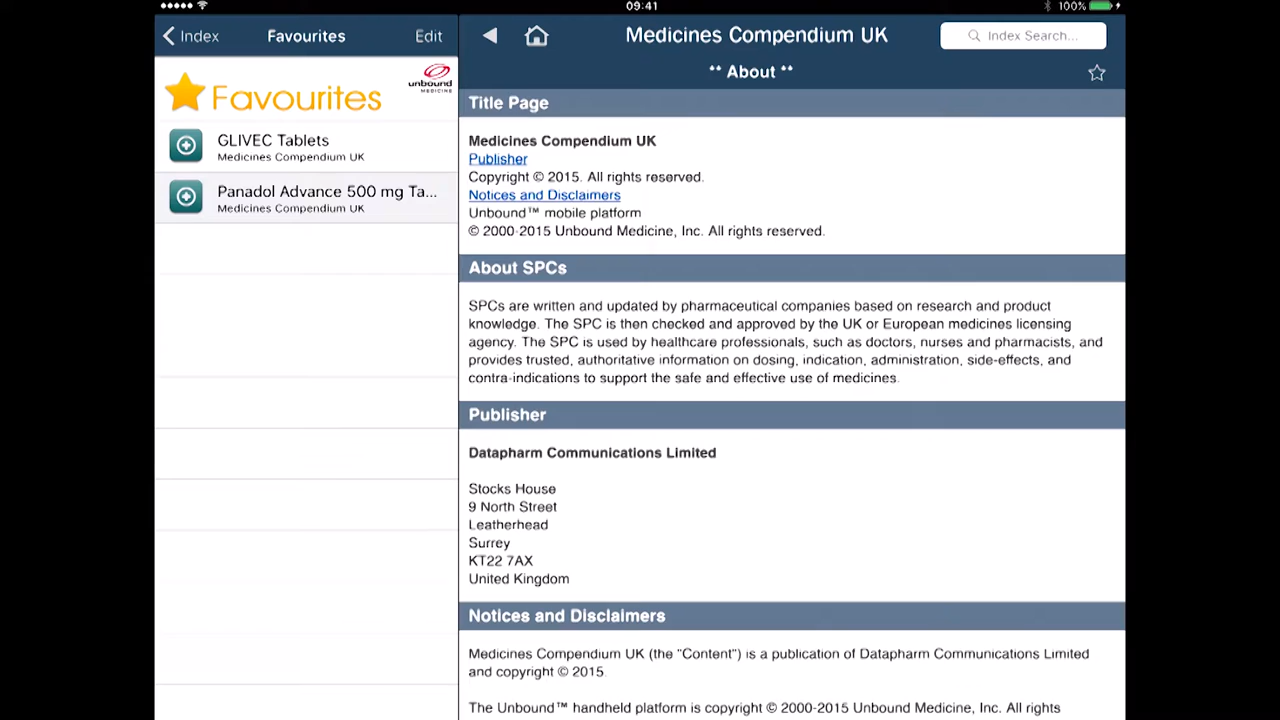 09:41
100%
Index
Favourites
Edit
unbound
MEDICINE
Favourites
GLIVEC Tablets
Medicines Compendium UK
Panadol Advance 500 mg Ta...
Medicines Compendium UK
Medicines Compendium UK
Index Search...
** About **
Title Page
Medicines Compendium UK
Publisher
Copyright © 2015. All rights reserved.
Notices and Disclaimers
Unbound™ mobile platform
© 2000-2015 Unbound Medicine, Inc. All rights reserved.
About SPCs
SPCs are written and updated by pharmaceutical companies based on research and product
knowledge. The SPC is then checked and approved by the UK or European medicines licensing
agency. The SPC is used by healthcare professionals, such as doctors, nurses and pharmacists, and
provides trusted, authoritative information on dosing, indication, administration, side-effects, and
contra-indications to support the safe and effective use of medicines.
Publisher
Datapharm Communications Limited
Stocks House
9 North Street
Leatherhead
Surrey
KT22 7AX
United Kingdom
Notices and Disclaimers
Medicines Compendium UK (the "Content") is a publication of Datapharm Communications Limited
and copyright © 2015.
The Unbound™ handheld platform is copyright © 2000-2015 Unbound Medicine, Inc. All rights